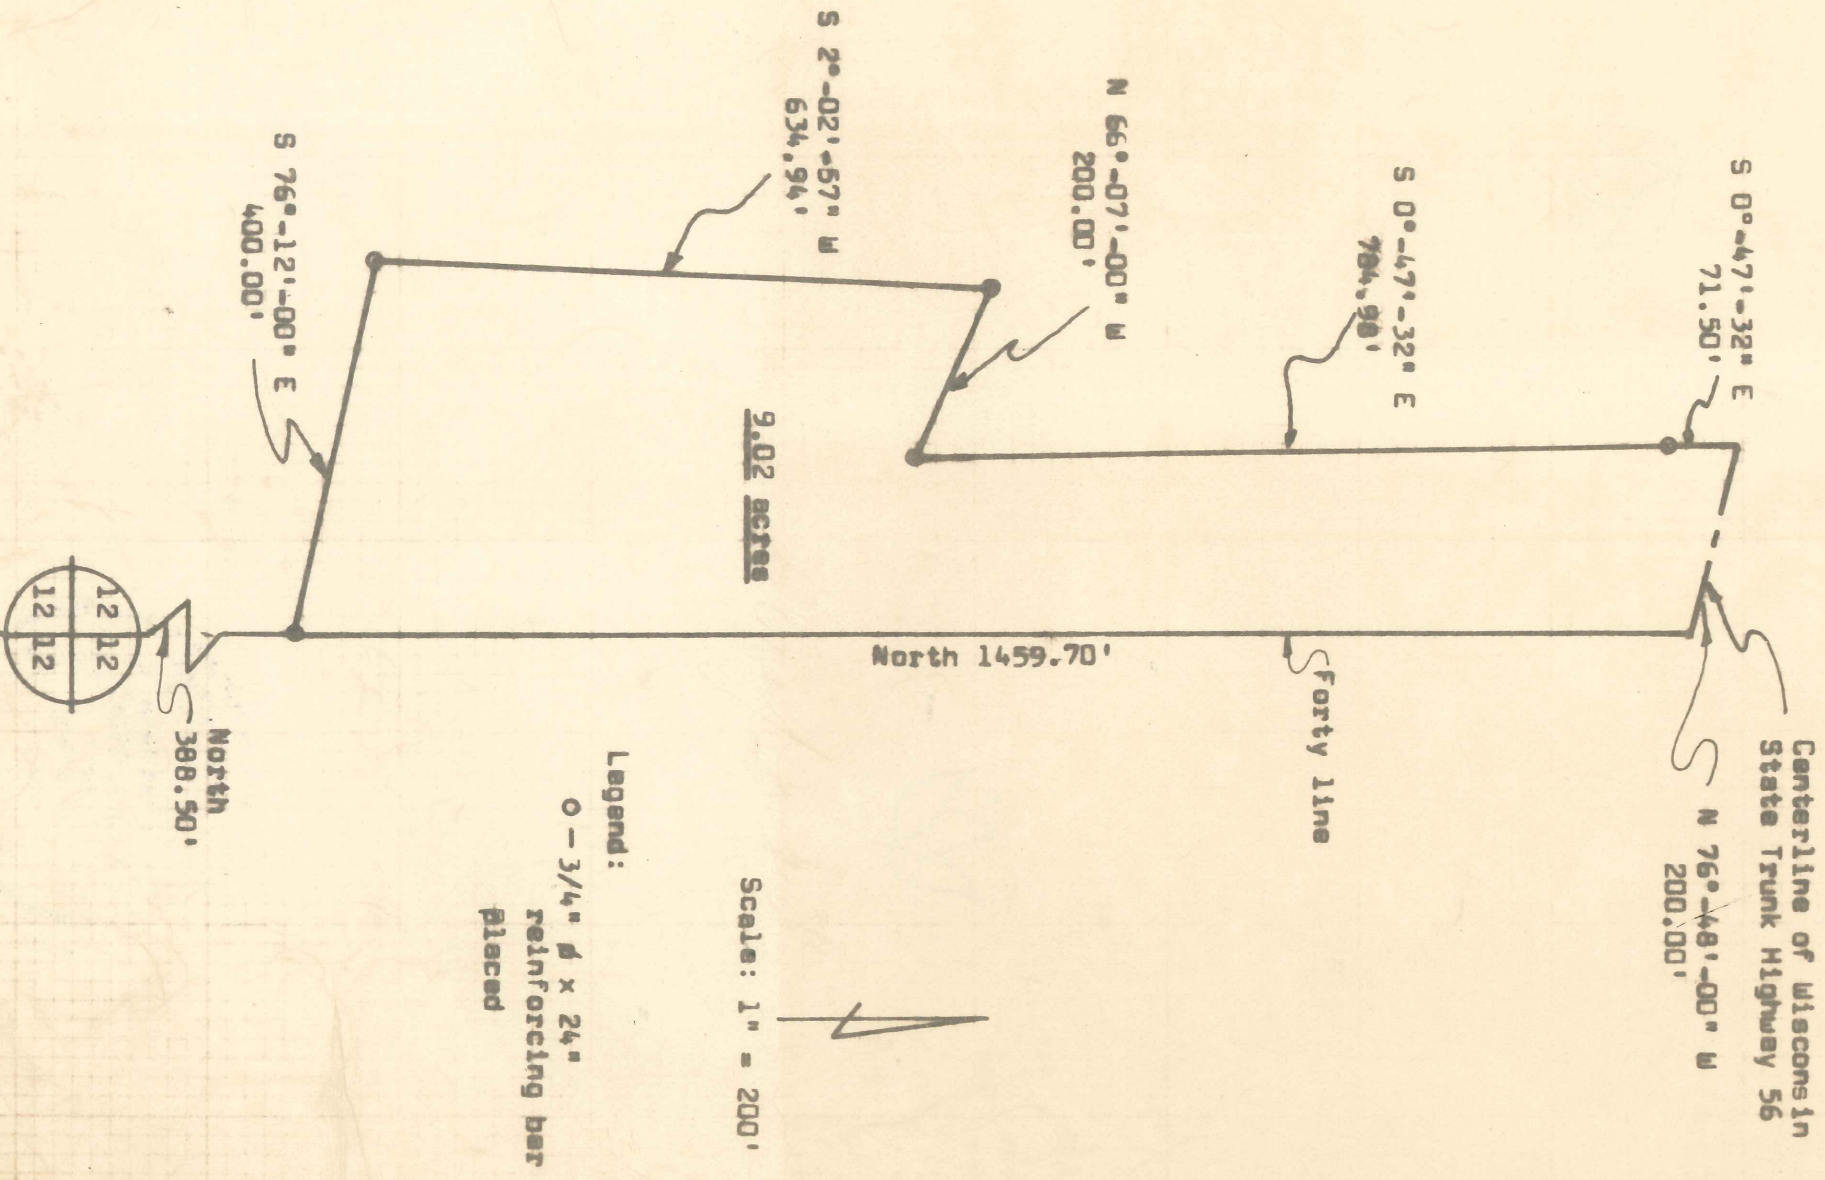 Centerline of Wisconsin
State Trunk Highway 56
N 76°-48'-00" W
200.00'
S 0°-47'-32" E
71.50'
S 0°-47'-32" E
784.98'
Forty line
N 66°-07'-00" W
200.00'
North 1459.70'
S 2°-02'-57" W
634.94'
9.02 acres
Scale: 1" = 200'
Legend:
O - 3/4" ø x 24"
reinforcing bar
placed
S 76°-12'-00" E
400.00'
North
388.50'
12 12
12 12